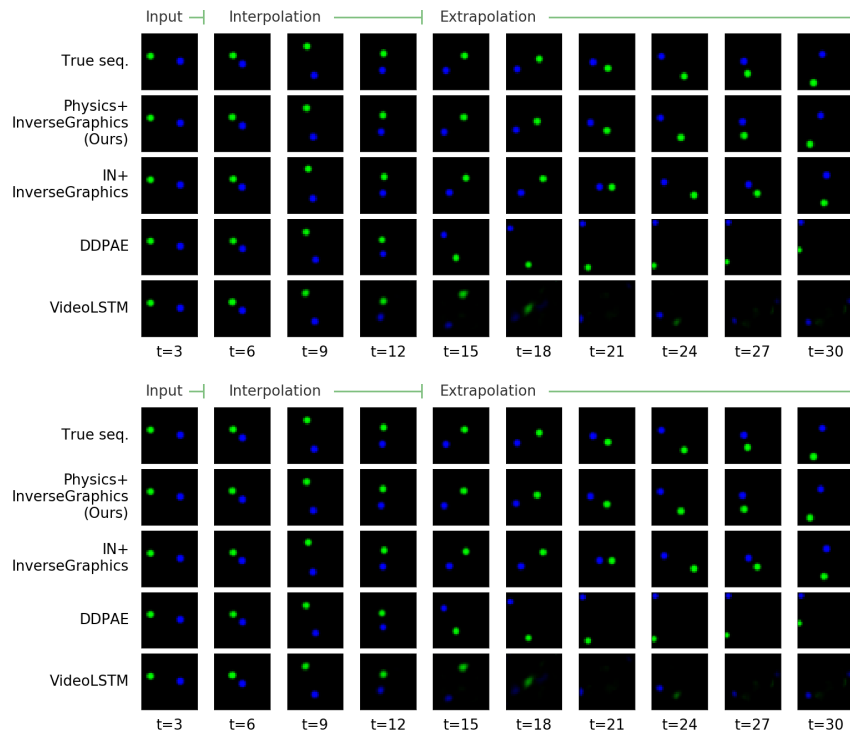 Input Interpolation Extrapolation
True seq.
Physics+
InverseGraphics
(Ours)
IN+
InverseGraphics
DDPAE
VideoLSTM
t=3 t=6 t=9 t=12 t=15 t=18 t=21 t=24 t=27 t=30
Input Interpolation Extrapolation
True seq.
Physics+
InverseGraphics
(Ours)
IN+
InverseGraphics
DDPAE
VideoLSTM
t=3 t=6 t=9 t=12 t=15 t=18 t=21 t=24 t=27 t=30